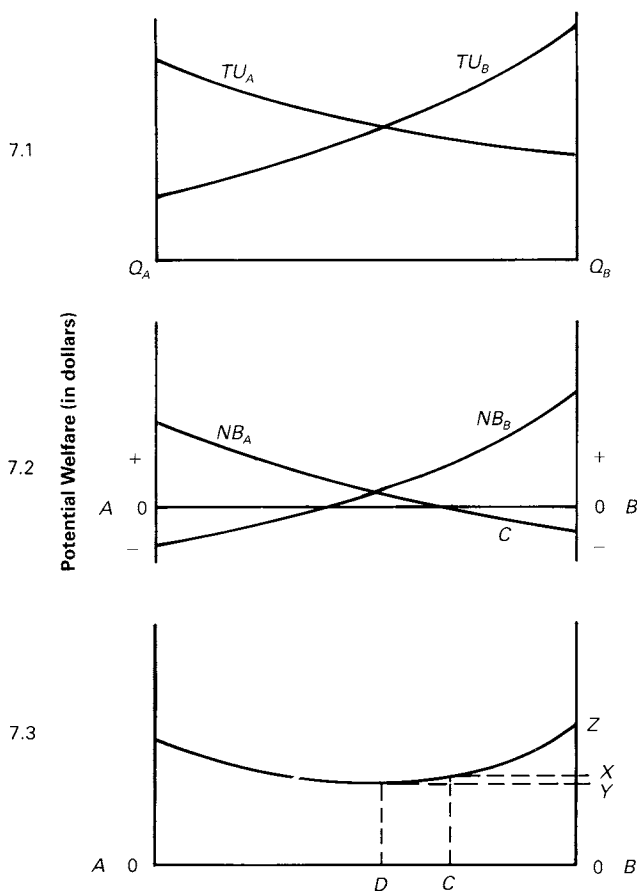 TU_A TU_B
7.1
Q_A Q_B
Potential Welfare (in dollars)
NB_A NB_B
+ +
7.2
A 0 0 B
− C −
7.3
Z
X
Y
A 0 0 B
D C